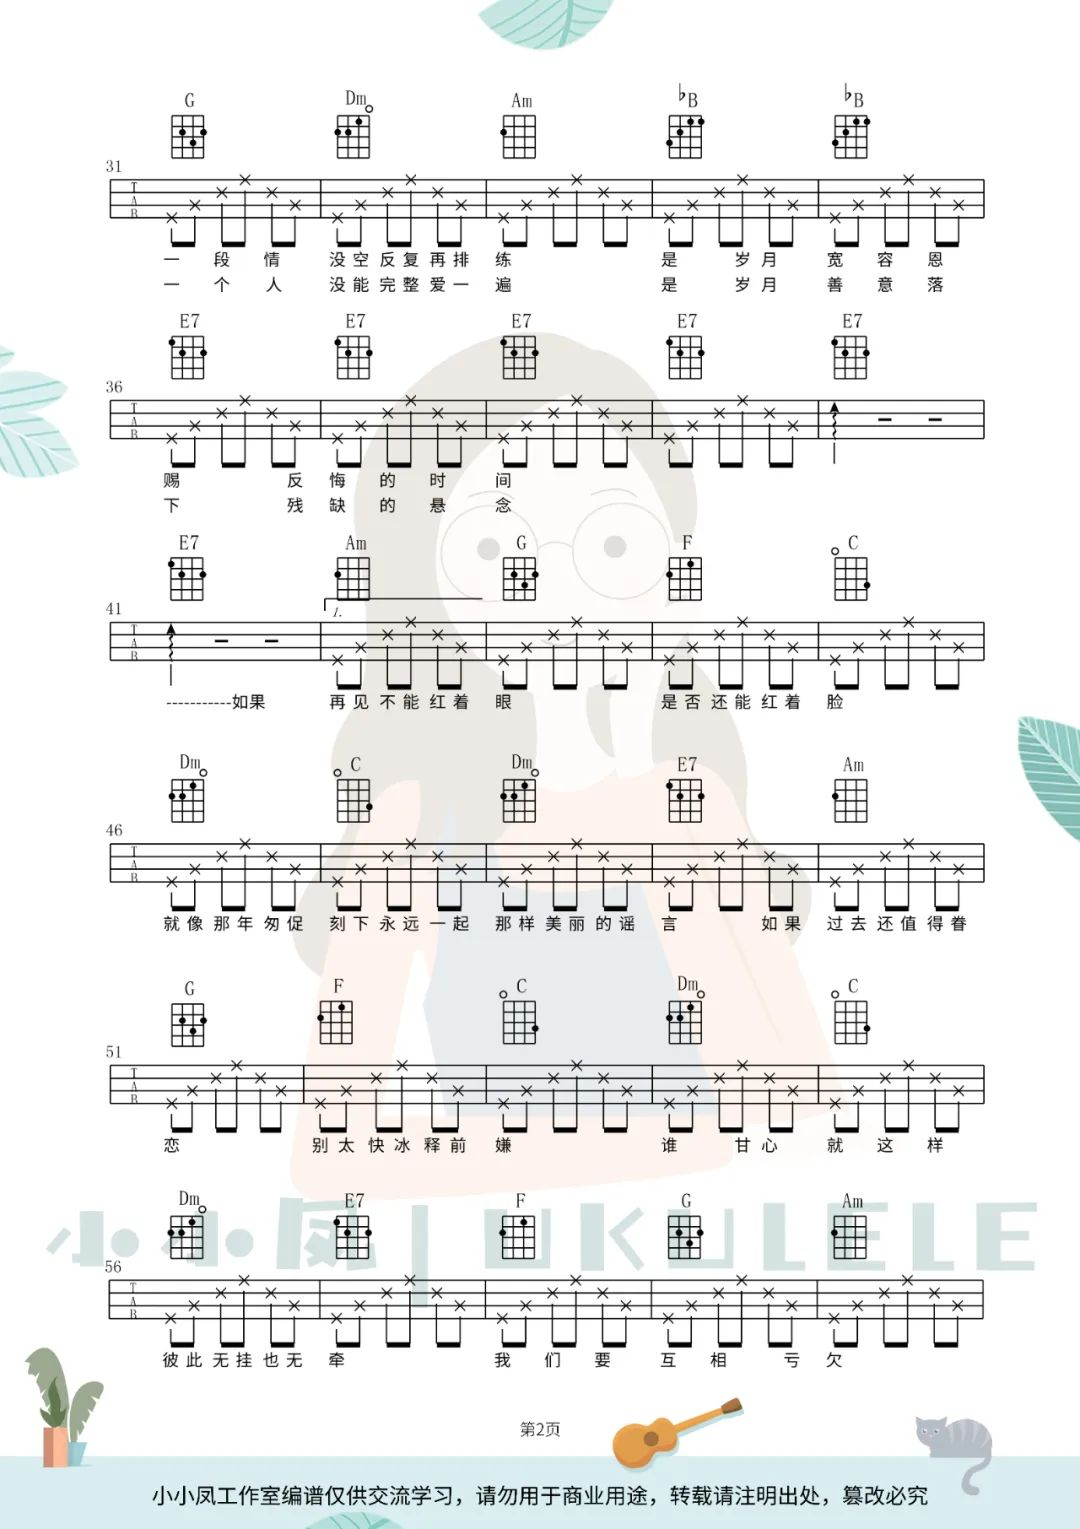 G Dm Am ♭B ♭B
31
T
A
B
一 段 情 没 空 反 复 再 排 练 是 岁 月 宽 容 恩
一 个 人 没 能 完 整 爱 一 遍 是 岁 月 善 意 落
E7 E7 E7 E7 E7
36
T
A
B
赐 反 悔 的 时 间
下 残 缺 的 悬 念
E7 Am G F C
41
1.
T
A
B
-----------如果 再 见 不 能 红 着 眼 是 否 还 能 红 着 脸
Dm C Dm E7 Am
46
T
A
B
就 像 那 年 匆 促 刻 下 永 远 一 起 那 样 美 丽 的 谣 言 如 果 过 去 还 值 得 眷
G F C Dm C
51
T
A
B
恋 别 太 快 冰 释 前 嫌 谁 甘 心 就 这 样
小小凤 | UKULELE
Dm E7 F G Am
56
T
A
B
彼 此 无 挂 也 无 牵 我 们 要 互 相 亏 欠
第2页
小小凤工作室编谱仅供交流学习，请勿用于商业用途，转载请注明出处，篡改必究